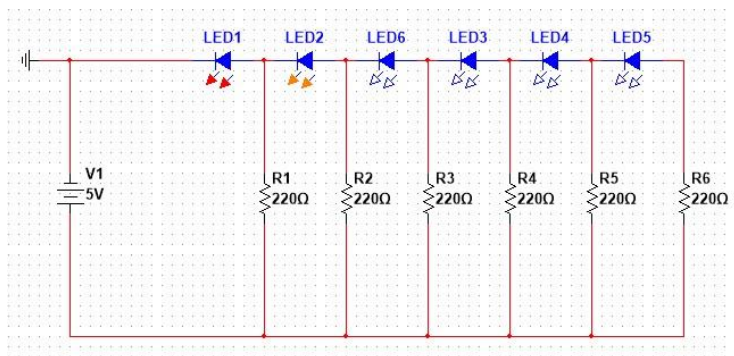 LED1 LED2 LED6 LED3 LED4 LED5
V1 R1 R2 R3 R4 R5 R6
5V 220Ω 220Ω 220Ω 220Ω 220Ω 220Ω